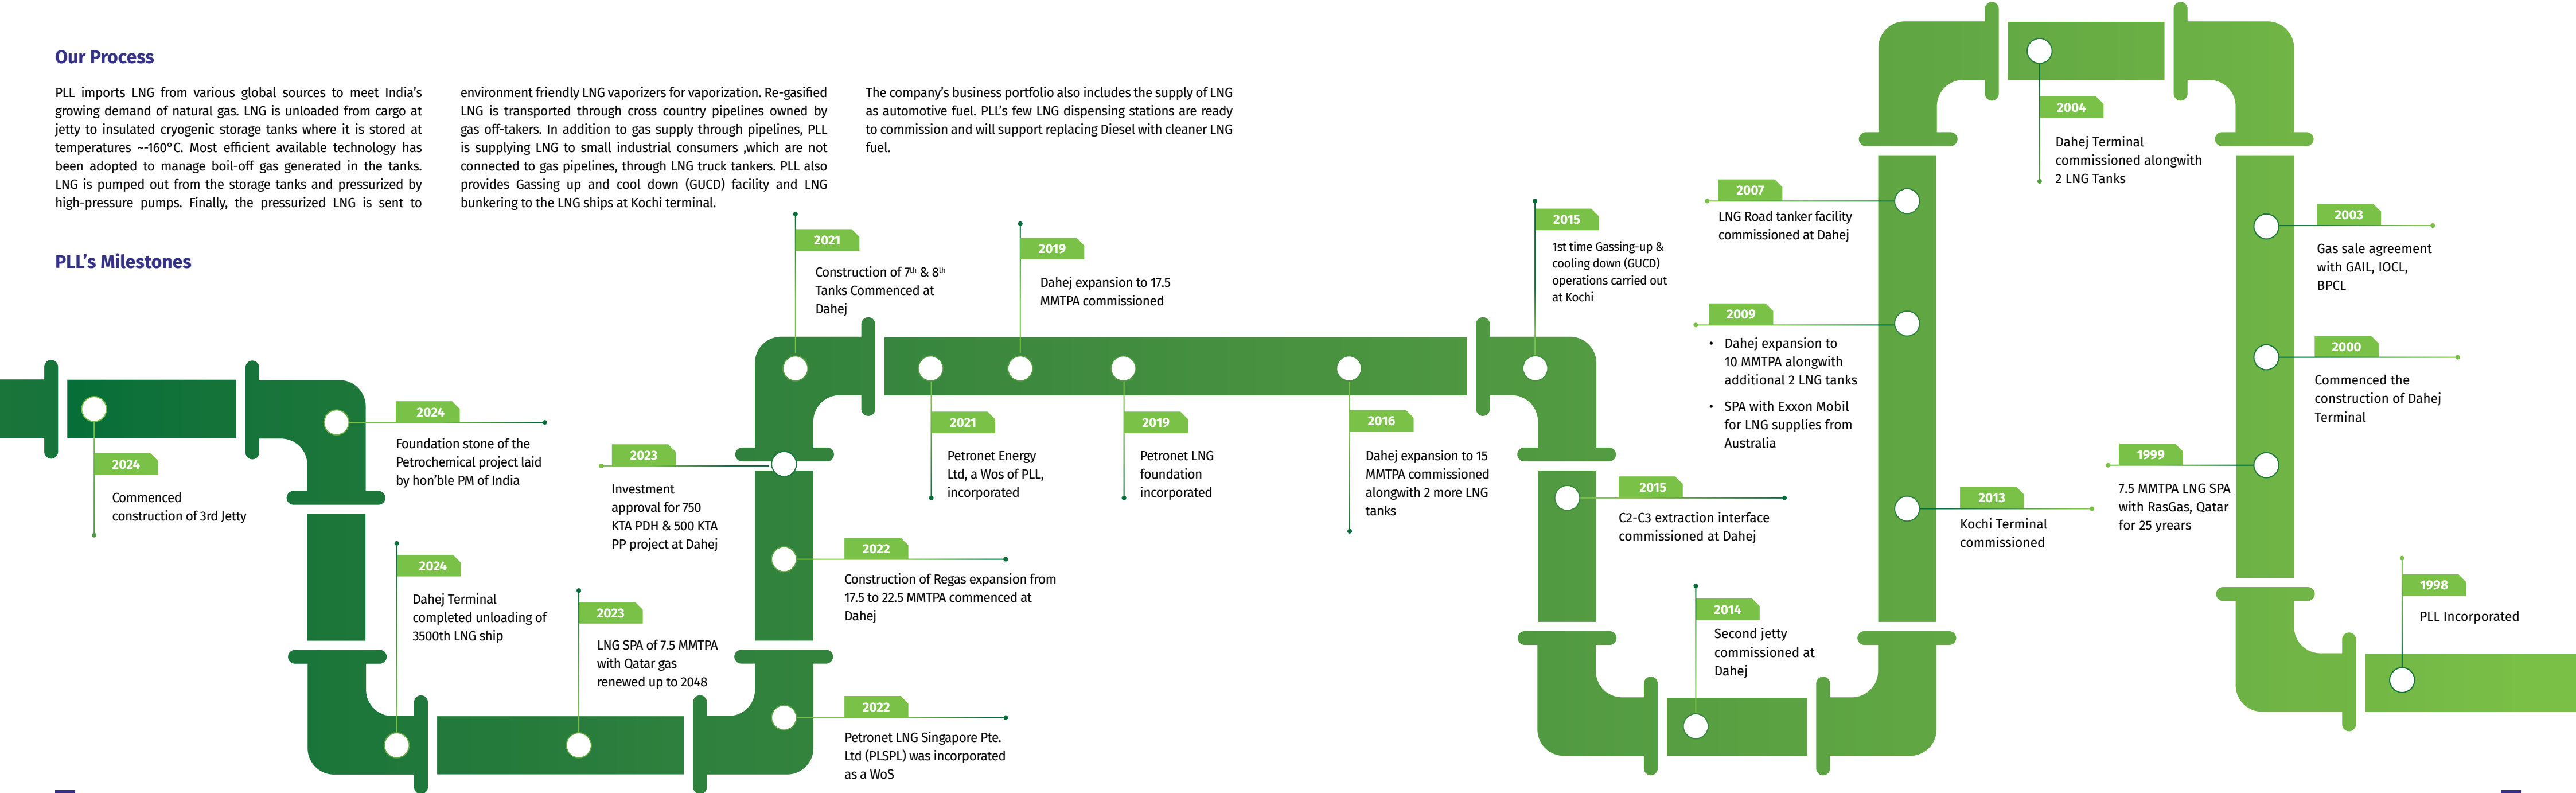 Our Process
PLL imports LNG from various global sources to meet India's
growing demand of natural gas. LNG is unloaded from cargo at
jetty to insulated cryogenic storage tanks where it is stored at
temperatures ~-160°C. Most efficient available technology has
been adopted to manage boil-off gas generated in the tanks.
LNG is pumped out from the storage tanks and pressurized by
high-pressure pumps. Finally, the pressurized LNG is sent to
environment friendly LNG vaporizers for vaporization. Re-gasified
LNG is transported through cross country pipelines owned by
gas off-takers. In addition to gas supply through pipelines, PLL
is supplying LNG to small industrial consumers ,which are not
connected to gas pipelines, through LNG truck tankers. PLL also
provides Gassing up and cool down (GUCD) facility and LNG
bunkering to the LNG ships at Kochi terminal.
The company's business portfolio also includes the supply of LNG
as automotive fuel. PLL's few LNG dispensing stations are ready
to commission and will support replacing Diesel with cleaner LNG
fuel.
PLL's Milestones
2024
Commenced
construction of 3rd Jetty
2024
Foundation stone of the
Petrochemical project laid
by hon'ble PM of India
2024
Dahej Terminal
completed unloading of
3500th LNG ship
2023
LNG SPA of 7.5 MMTPA
with Qatar gas
renewed up to 2048
2023
Investment
approval for 750
KTA PDH & 500 KTA
PP project at Dahej
2022
Petronet LNG Singapore Pte.
Ltd (PLSPL) was incorporated
as a WoS
2022
Construction of Regas expansion from
17.5 to 22.5 MMTPA commenced at
Dahej
2021
Construction of 7th & 8th
Tanks Commenced at
Dahej
2021
Petronet Energy
Ltd, a Wos of PLL,
incorporated
2019
Dahej expansion to 17.5
MMTPA commissioned
2019
Petronet LNG
foundation
incorporated
2016
Dahej expansion to 15
MMTPA commissioned
alongwith 2 more LNG
tanks
2015
1st time Gassing-up &
cooling down (GUCD)
operations carried out
at Kochi
2015
C2-C3 extraction interface
commissioned at Dahej
2014
Second jetty
commissioned at
Dahej
2013
Kochi Terminal
commissioned
2009
• Dahej expansion to
10 MMTPA alongwith
additional 2 LNG tanks
• SPA with Exxon Mobil
for LNG supplies from
Australia
2007
LNG Road tanker facility
commissioned at Dahej
2004
Dahej Terminal
commissioned alongwith
2 LNG Tanks
2003
Gas sale agreement
with GAIL, IOCL,
BPCL
2000
Commenced the
construction of Dahej
Terminal
1999
7.5 MMTPA LNG SPA
with RasGas, Qatar
for 25 yrears
1998
PLL Incorporated